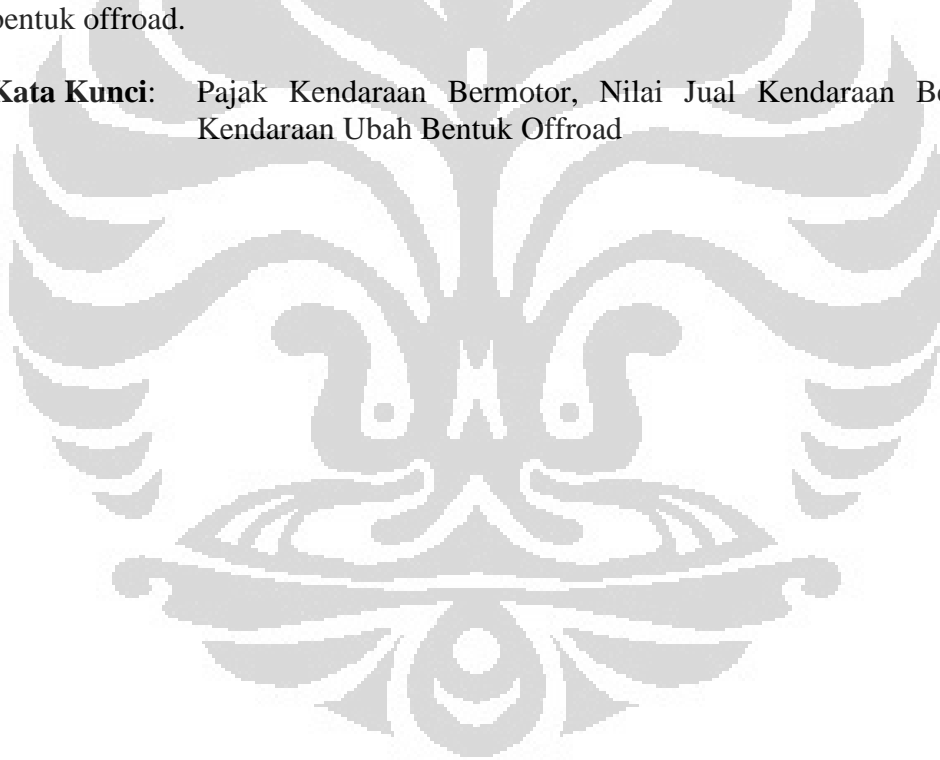 bentuk offroad.
Kata Kunci: Pajak Kendaraan Bermotor, Nilai Jual Kendaraan
Kendaraan Ubah Bentuk Offroad